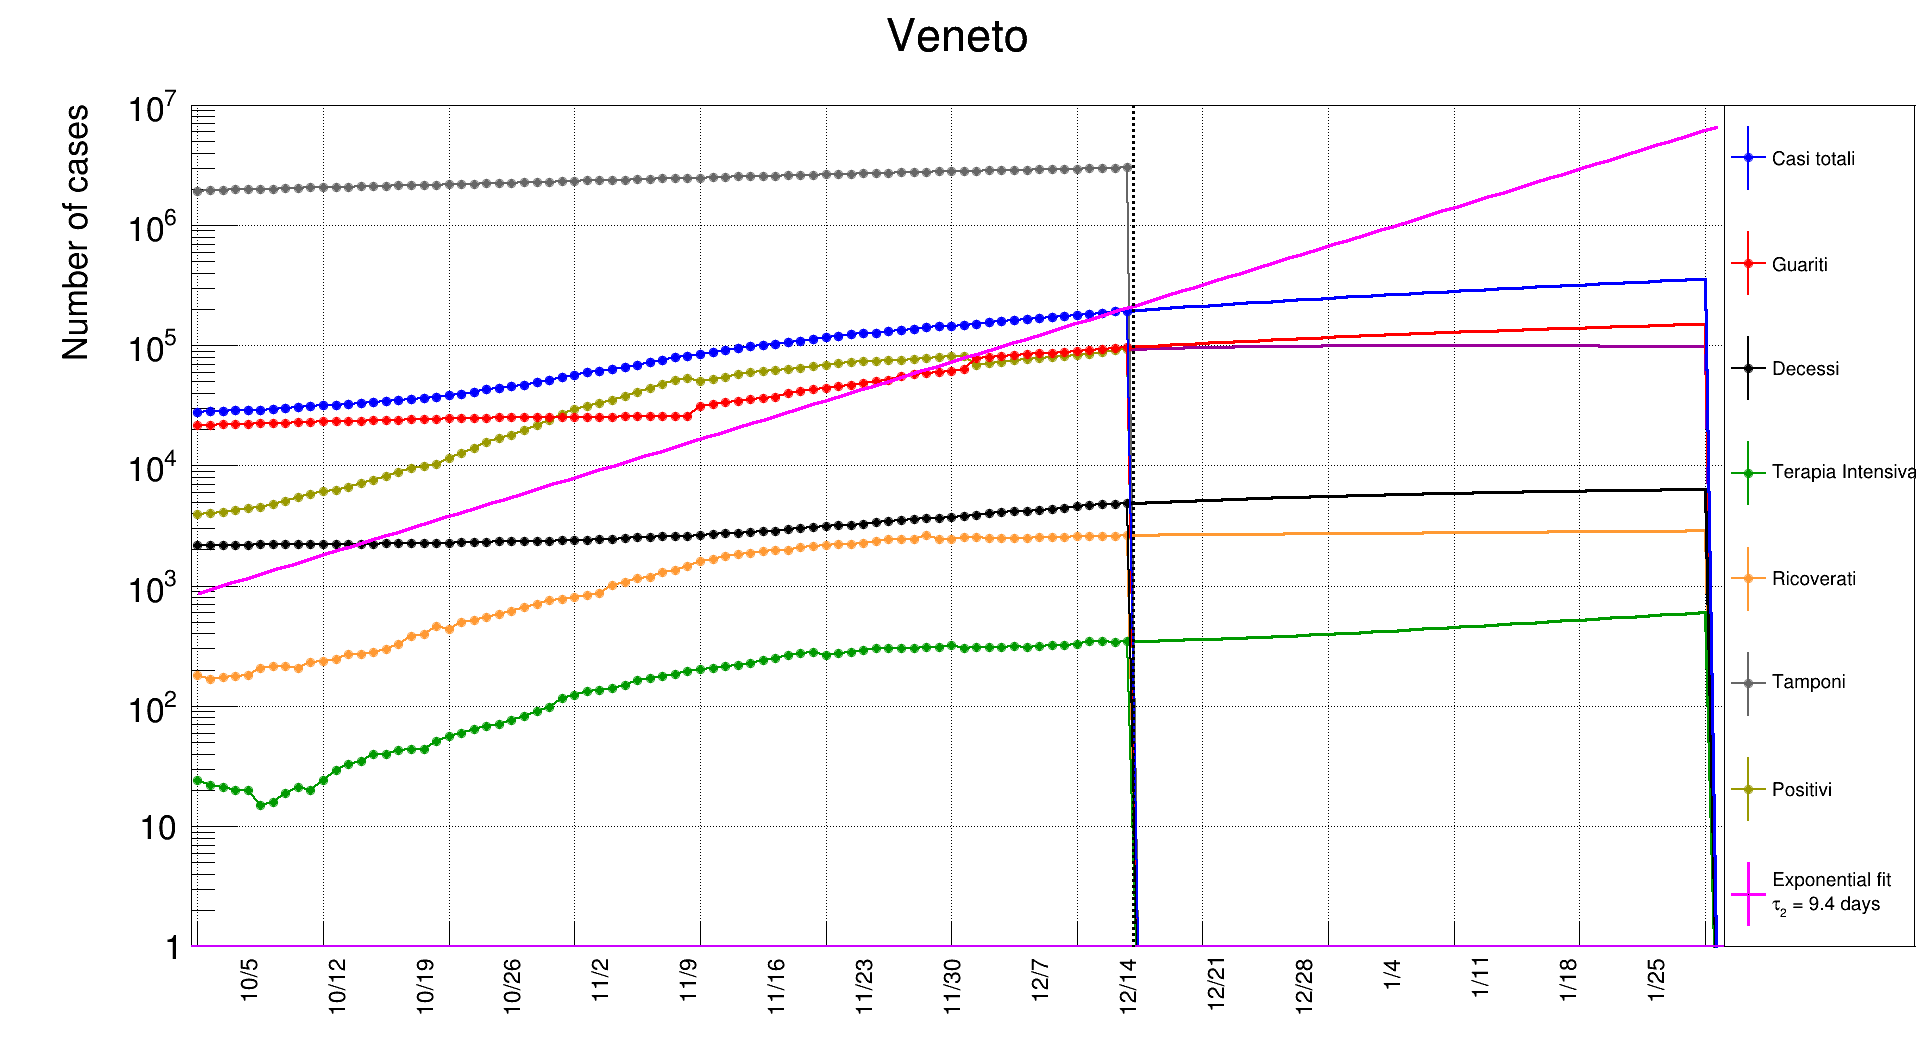 Veneto
Number of cases
10^7
10^6
10^5
10^4
10^3
10^2
10
1
10/5
10/12
10/19
10/26
11/2
11/9
11/16
11/23
11/30
12/7
12/14
12/21
12/28
1/4
1/11
1/18
1/25
Casi totali
Guariti
Decessi
Terapia Intensiva
Ricoverati
Tamponi
Positivi
Exponential fit
τ₂ = 9.4 days